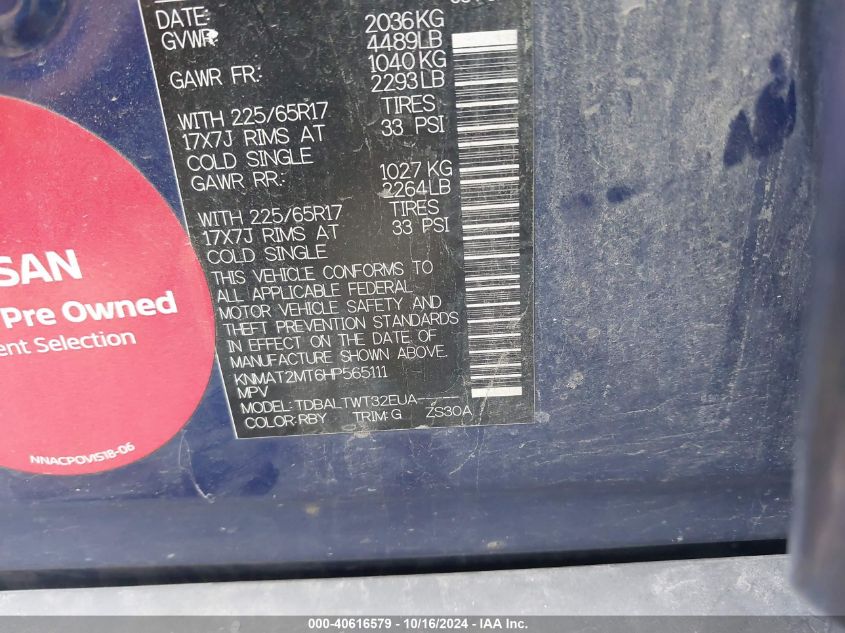 DATE: 2036KG
GVWR 4489LB
1040KG
GAWR FR: 2293LB
WITH 225/65R17 TIRES
17X7J RIMS AT 33 PSI
COLD SINGLE
GAWR RR: 1027 KG
2264LB
WITH 225/65R17 TIRES
17X7J RIMS AT 33 PSI
COLD SINGLE
THIS VEHICLE CONFORMS TO
ALL APPLICABLE FEDERAL
MOTOR VEHICLE SAFETY AND
THEFT PREVENTION STANDARDS
IN EFFECT ON THE DATE OF
MANUFACTURE SHOWN ABOVE.
KNMAT2MT6HP565111
MPV
MODEL: TDBALTWT32EUA-----
COLOR: RBY TRIM: G ZS30A
SAN
Pre Owned
ent Selection
NNACPOVIS18-06
000-40616579 - 10/16/2024 - IAA Inc.